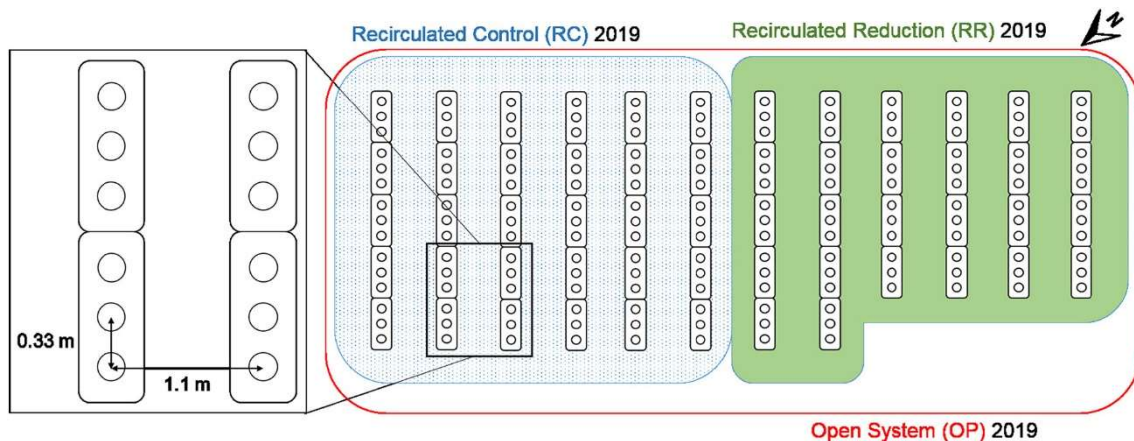 Recirculated Control (RC) 2019
Recirculated Reduction (RR) 2019
N
0.33 m
1.1 m
Open System (OP) 2019